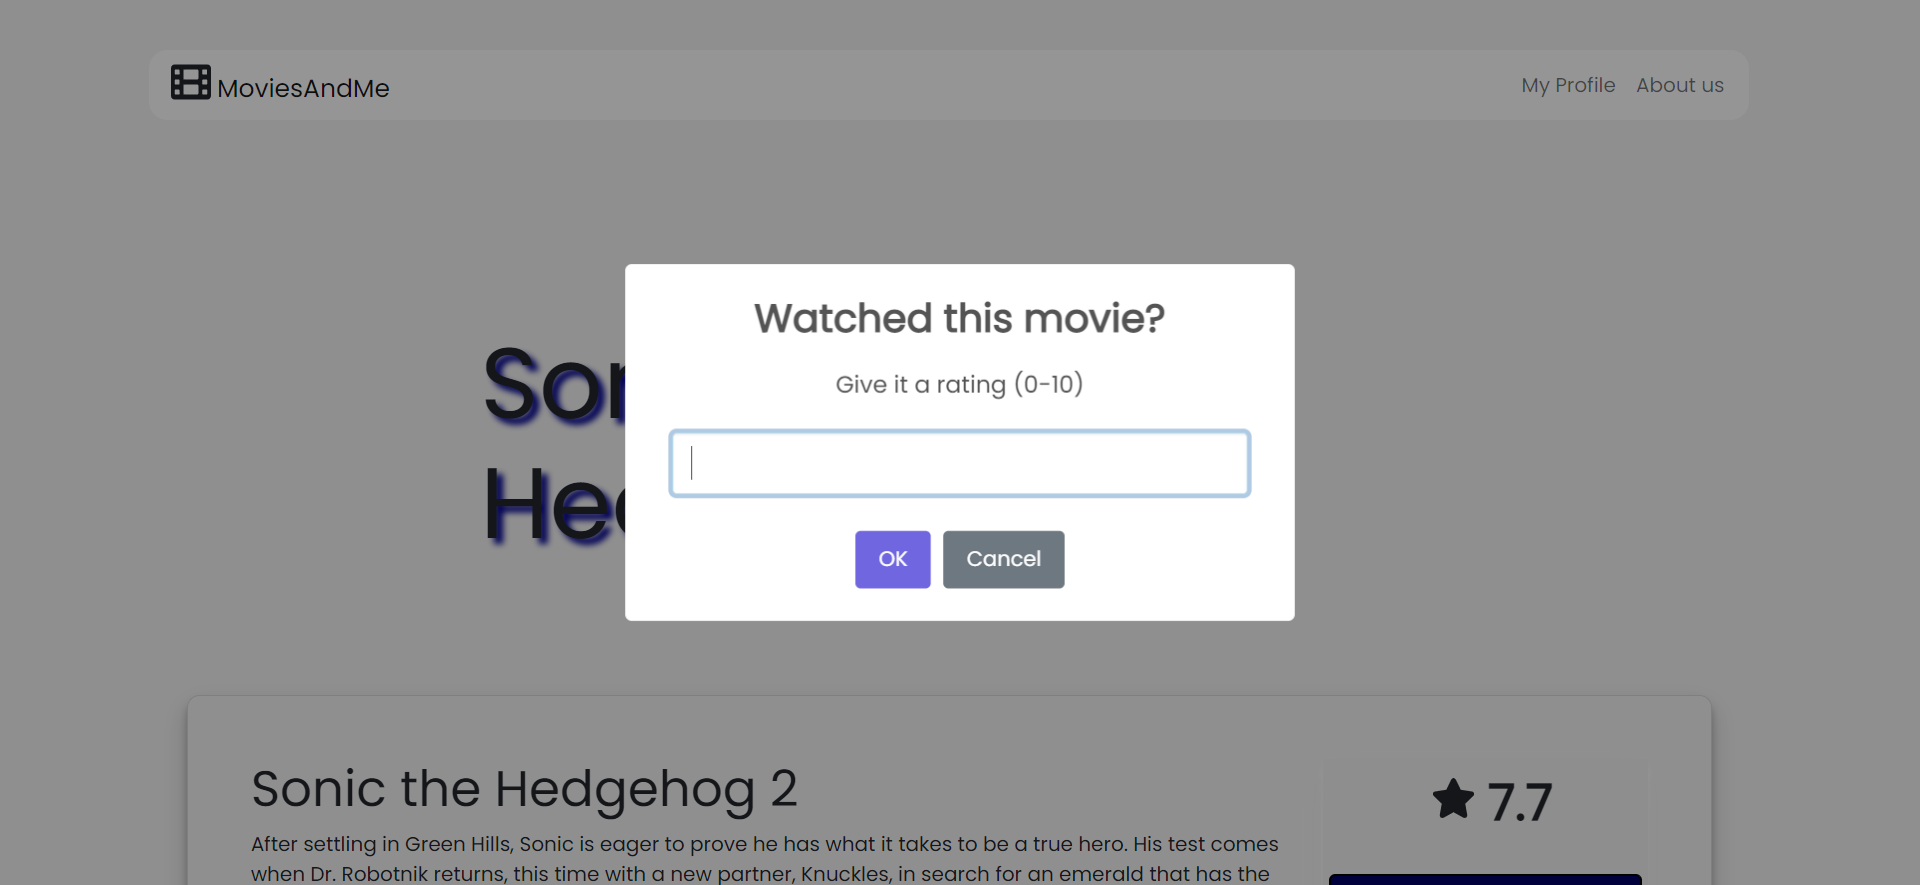 MoviesAndMe
My Profile
About us
Watched this movie?
Give it a rating (0-10)
OK
Cancel
Sonic the Hedgehog 2
7.7
After settling in Green Hills, Sonic is eager to prove he has what it takes to be a true hero. His test comes
when Dr. Robotnik returns, this time with a new partner, Knuckles, in search for an emerald that has the